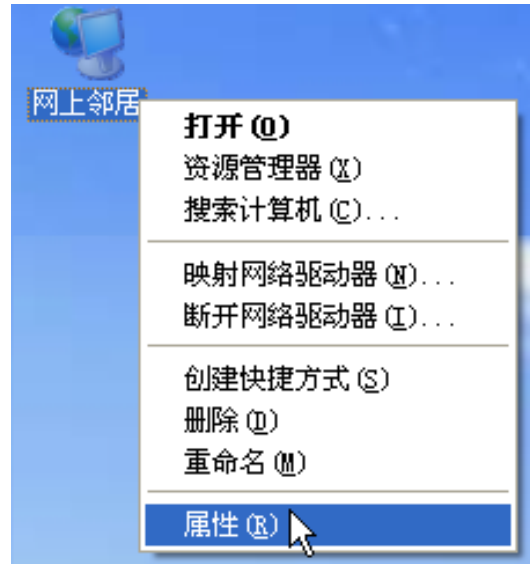 网上邻居
打开(O)
资源管理器(X)
搜索计算机(C)...
映射网络驱动器(N)...
断开网络驱动器(I)...
创建快捷方式(S)
删除(D)
重命名(M)
属性(R)